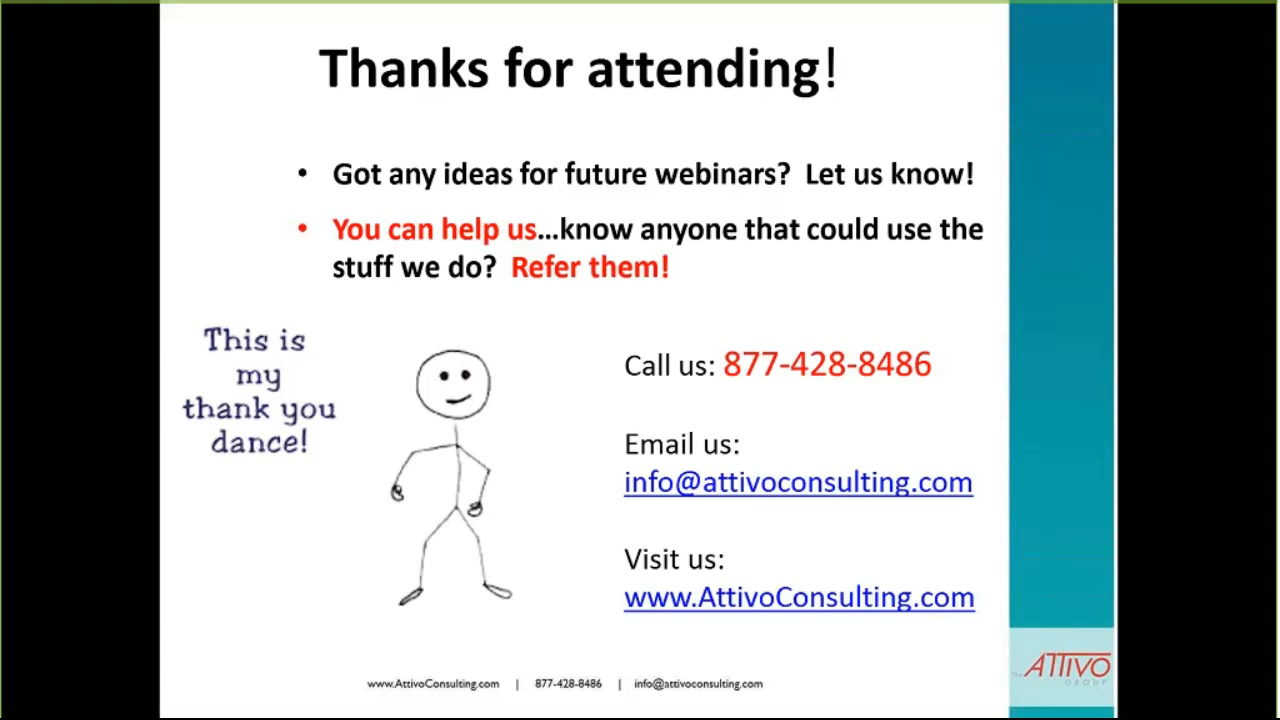 Thanks for attending!
• Got any ideas for future webinars? Let us know!
• You can help us...know anyone that could use the
stuff we do? Refer them!
This is
my
thank you
dance!
Call us: 877-428-8486
Email us:
info@attivoconsulting.com
Visit us:
www.AttivoConsulting.com
The ATTIVO
GROUP
www.AttivoConsulting.com | 877-428-8486 | info@attivoconsulting.com